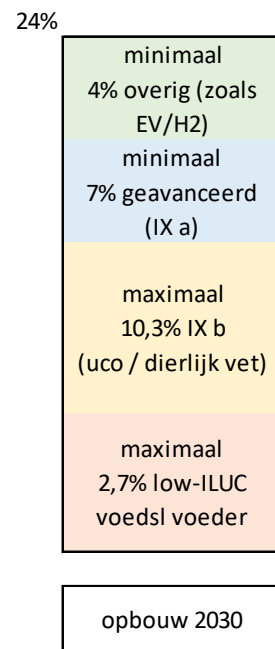 24%
minimaal
4% overig (zoals
EV/H2)
minimaal
7% geavanceerd
(IX a)
maximaal
10,3% IX b
(uco / dierlijk vet)
maximaal
2,7% low-ILUC
voedsl voeder
opbouw 2030